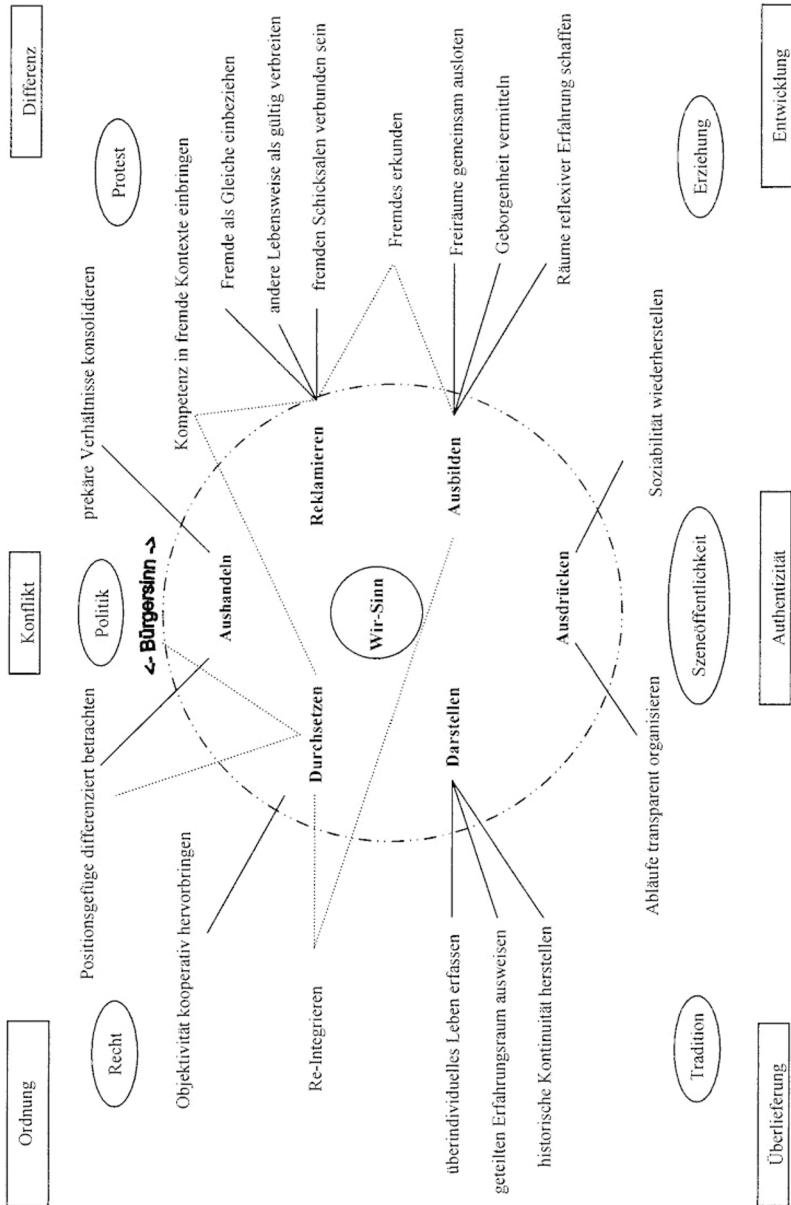 Ordnung
Konflikt
Differenz
Recht
Politik
Protest
<- Bürgersinn ->
Positionsgefüge differenziert betrachten
prekäre Verhältnisse konsolidieren
Objektivität kooperativ hervorbringen
Kompetenz in fremde Kontexte einbringen
Aushandeln
Fremde als Gleiche einbeziehen
andere Lebensweise als gültig verbreiten
fremden Schicksalen verbunden sein
Re-Integrieren
Durchsetzen
Reklamieren
Wir-Sinn
Fremdes erkunden
überindividuelles Leben erfassen
geteilten Erfahrungsraum ausweisen
historische Kontinuität herstellen
Darstellen
Ausbilden
Freiräume gemeinsam ausloten
Geborgenheit vermitteln
Räume reflexiver Erfahrung schaffen
Ausdrücken
Abläufe transparent organisieren
Soziabilität wiederherstellen
Tradition
Szeneöffentlichkeit
Erziehung
Überlieferung
Authentizität
Entwicklung